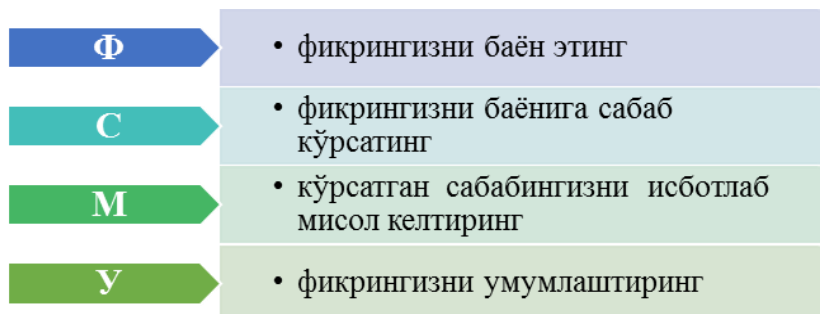 Ф
• фикрингизни баён этинг
С
• фикрингизни баёнига сабаб
кўрсатинг
М
• кўрсатган сабабингизни исботлаб
мисол келтиринг
У
• фикрингизни умумлаштиринг